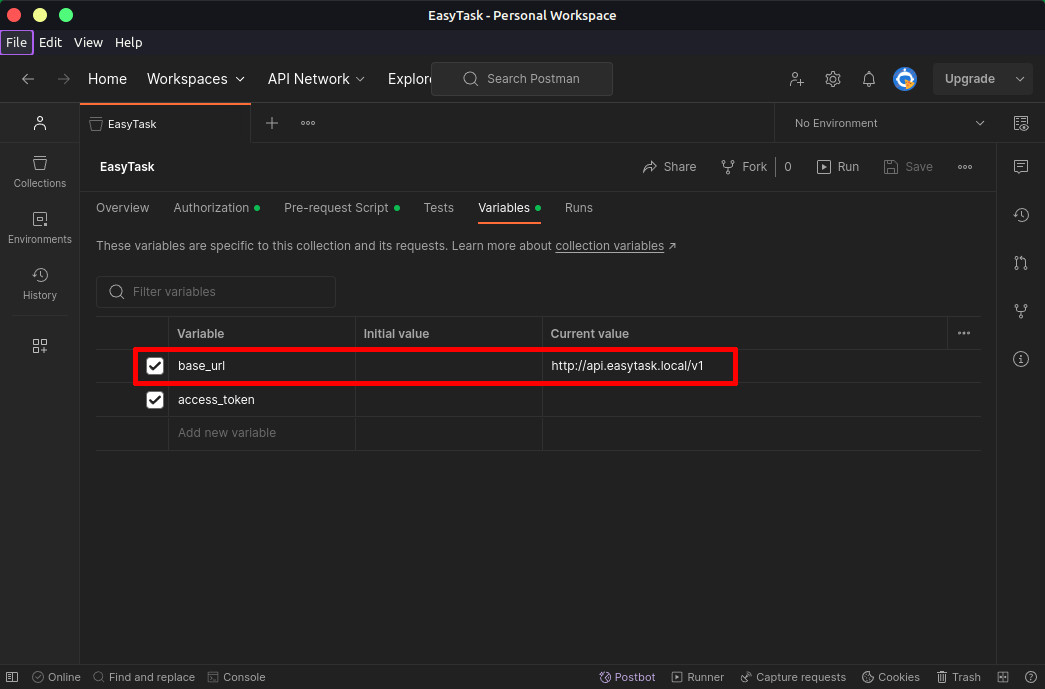 EasyTask - Personal Workspace
File Edit View Help
Home Workspaces API Network Explor Search Postman Upgrade
EasyTask No Environment
EasyTask Share Fork 0 Run Save
Collections
Overview Authorization Pre-request Script Tests Variables Runs
Environments
These variables are specific to this collection and its requests. Learn more about collection variables ↗
History
Filter variables
Variable Initial value Current value
base_url http://api.easytask.local/v1
access_token
Add new variable
Online Find and replace Console Postbot Runner Capture requests Cookies Trash